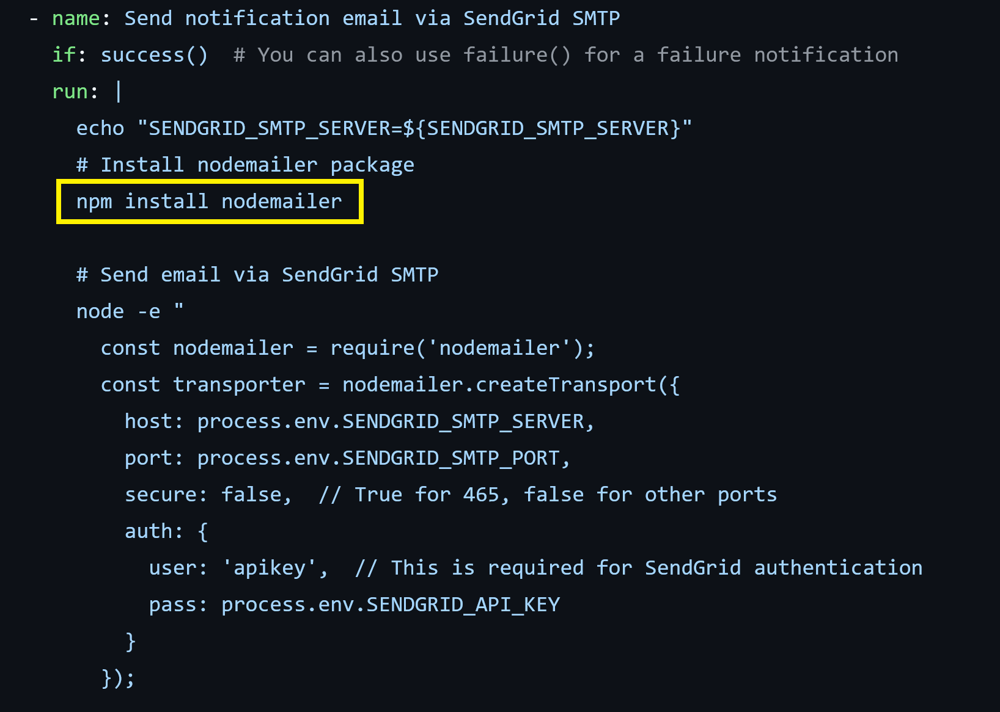 - name: Send notification email via SendGrid SMTP
if: success()  # You can also use failure() for a failure notification
run: |
echo "SENDGRID_SMTP_SERVER=${SENDGRID_SMTP_SERVER}"
# Install nodemailer package
npm install nodemailer
# Send email via SendGrid SMTP
node -e "
const nodemailer = require('nodemailer');
const transporter = nodemailer.createTransport({
host: process.env.SENDGRID_SMTP_SERVER,
port: process.env.SENDGRID_SMTP_PORT,
secure: false,  // True for 465, false for other ports
auth: {
user: 'apikey',  // This is required for SendGrid authentication
pass: process.env.SENDGRID_API_KEY
}
});